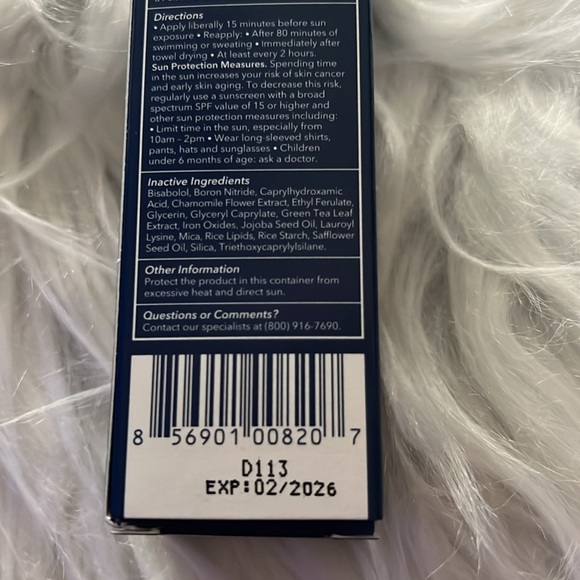 Directions
• Apply liberally 15 minutes before sun
exposure • Reapply: • After 80 minutes of
swimming or sweating • Immediately after
towel drying • At least every 2 hours.
Sun Protection Measures. Spending time
in the sun increases your risk of skin cancer
and early skin aging. To decrease this risk,
regularly use a sunscreen with a broad
spectrum SPF value of 15 or higher and
other sun protection measures including:
• Limit time in the sun, especially from
10am – 2pm • Wear long-sleeved shirts,
pants, hats and sunglasses • Children
under 6 months of age: ask a doctor.
Inactive Ingredients
Bisabolol, Boron Nitride, Caprylhydroxamic
Acid, Chamomile Flower Extract, Ethyl Ferulate,
Glycerin, Glyceryl Caprylate, Green Tea Leaf
Extract, Iron Oxides, Jojoba Seed Oil, Lauroyl
Lysine, Mica, Rice Lipids, Rice Starch, Safflower
Seed Oil, Silica, Triethoxycaprylylsilane.
Other Information
Protect the product in this container from
excessive heat and direct sun.
Questions or Comments?
Contact our specialists at (800) 916-7690.
8 56901 00820 7
D113
EXP:02/2026